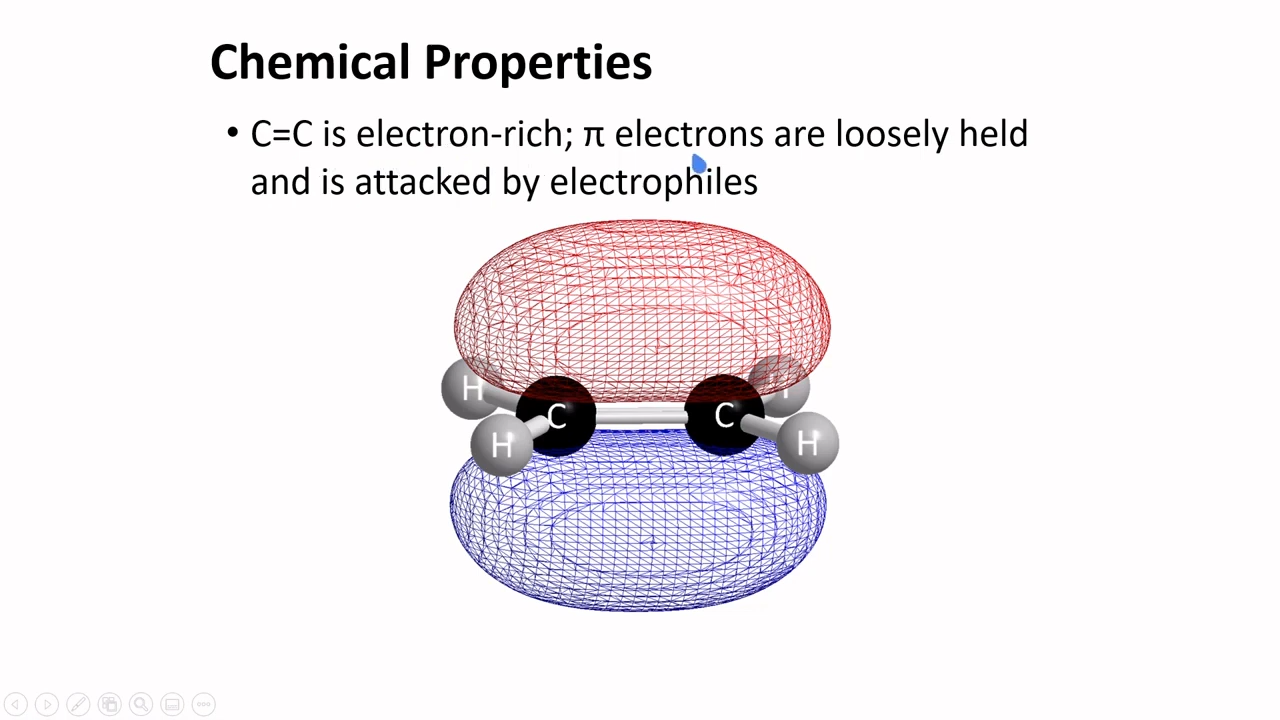 Chemical Properties
• C=C is electron-rich; π electrons are loosely held
and is attacked by electrophiles
H
C
C
H
H
H